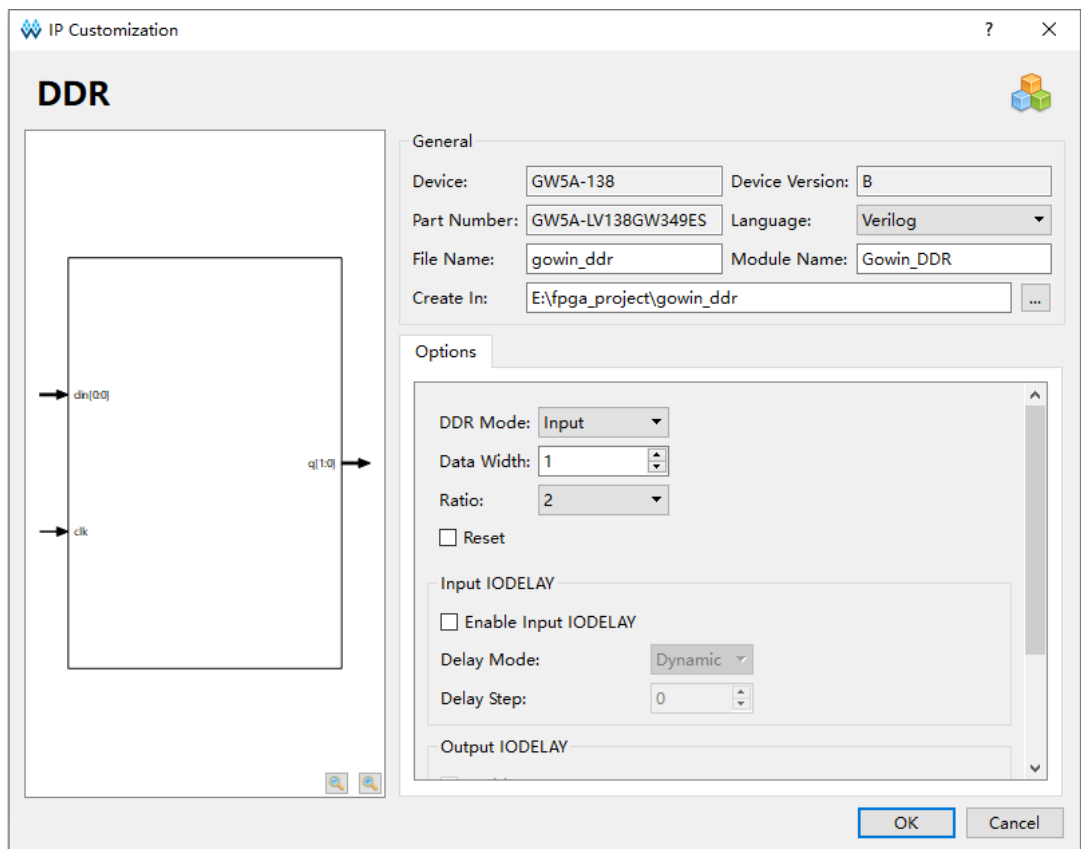 IP Customization
?
DDR
General
Device: GW5A-138 Device Version: B
Part Number: GW5A-LV138GW349ES Language: Verilog
File Name: gowin_ddr Module Name: Gowin_DDR
Create In: E:\fpga_project\gowin_ddr ...
Options
din[0:0]
q[1:0]
clk
DDR Mode: Input
Data Width: 1
Ratio: 2
Reset
Input IODELAY
Enable Input IODELAY
Delay Mode: Dynamic
Delay Step: 0
Output IODELAY
OK Cancel